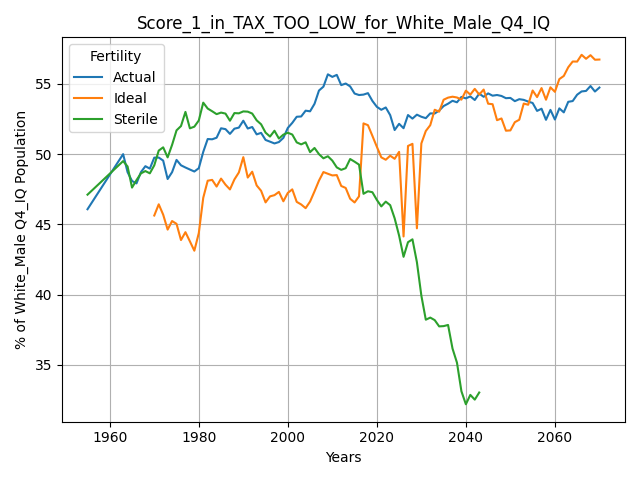 Score_1_in_TAX_TOO_LOW_for_White_Male_Q4_IQ
Fertility
Actual
Ideal
Sterile
% of White_Male Q4_IQ Population
55
50
45
40
35
1960 1980 2000 2020 2040 2060
Years